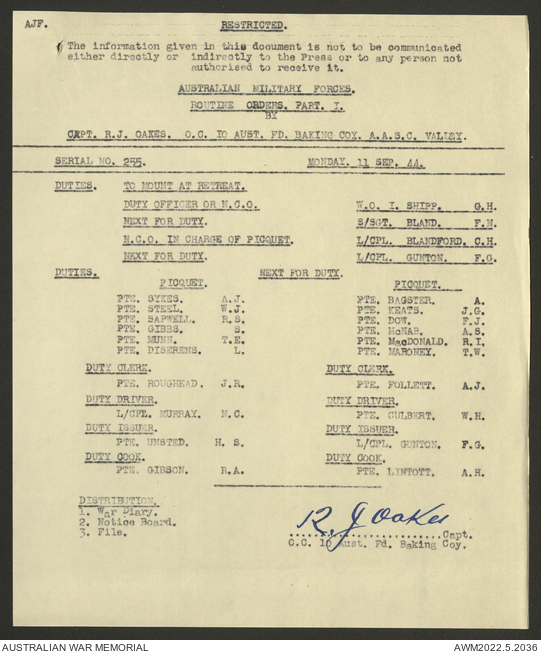 AJF.
RESTRICTED.
The information given in this document is not to be communicated
either directly or indirectly to the Press or to any person not
authorised to receive it.
AUSTRALIAN MILITARY FORCES.
ROUTINE ORDERS. PART. I.
BY
CAPT. R.J. OAKES. O.C. 10 AUST. FD. BAKING COY. A.A.S.C. VALLEY.
SERIAL NO. 255. MONDAY. 11 SEP. 44.
DUTIES. TO MOUNT AT RETREAT.
DUTY OFFICER OR N.C.O. W.O. I. SHIPP. G.H.
NEXT FOR DUTY. S/SGT. BLAND. F.N.
N.C.O. IN CHARGE OF PICQUET. L/CPL. BLANDFORD. C.H.
NEXT FOR DUTY. L/CPL. GUNTON. F.G.
DUTIES. NEXT FOR DUTY.
PICQUET. PICQUET.
PTE. SYKES. A.J. PTE. BAGSTER. A.
PTE. STEEL. W.J. PTE. KEATS. J.G.
PTE. SAPWELL. R.S. PTE. DOW. F.J.
PTE. GIBBS. S. PTE. McNAB. A.S.
PTE. MUNN. T.E. PTE. MacDONALD. R.I.
PTE. DISERENS. L. PTE. MARONEY. T.W.
DUTY CLERK. DUTY CLERK.
PTE. ROUGHEAD. J.R. PTE. FOLLETT. A.J.
DUTY DRIVER. DUTY DRIVER.
L/CPL. MURRAY. N.C. PTE. CULBERT. W.H.
DUTY ISSUER. DUTY ISSUER.
PTE. UNSTED. H. S. L/CPL. GUNTON. F.G.
DUTY COOK. DUTY COOK.
PTE. GIBSON. R.A. PTE. LINTOTT. A.H.
DISTRIBUTION.
1. War Diary.
2. Notice Board.
3. File.
R. J Oakes
........................Capt.
O.C. 10 Aust. Fd. Baking Coy.
AUSTRALIAN WAR MEMORIAL AWM2022.5.2036